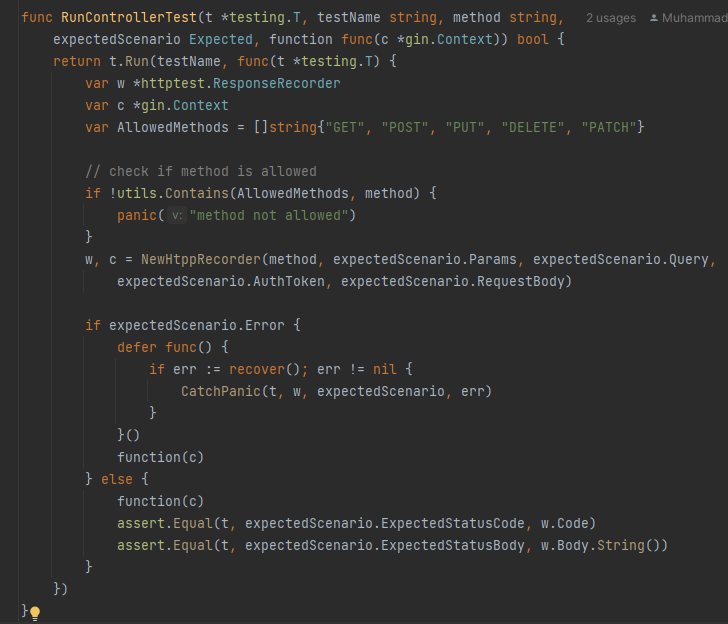 func RunControllerTest(t *testing.T, testName string, method string, 2 usages Muhammad
    expectedScenario Expected, function func(c *gin.Context)) bool {
    return t.Run(testName, func(t *testing.T) {
        var w *httptest.ResponseRecorder
        var c *gin.Context
        var AllowedMethods = []string{"GET", "POST", "PUT", "DELETE", "PATCH"}
        // check if method is allowed
        if !utils.Contains(AllowedMethods, method) {
            panic( v: "method not allowed")
        }
        w, c = NewHtppRecorder(method, expectedScenario.Params, expectedScenario.Query,
            expectedScenario.AuthToken, expectedScenario.RequestBody)
        if expectedScenario.Error {
            defer func() {
                if err := recover(); err != nil {
                    CatchPanic(t, w, expectedScenario, err)
                }
            }()
            function(c)
        } else {
            function(c)
            assert.Equal(t, expectedScenario.ExpectedStatusCode, w.Code)
            assert.Equal(t, expectedScenario.ExpectedStatusBody, w.Body.String())
        }
    })
}